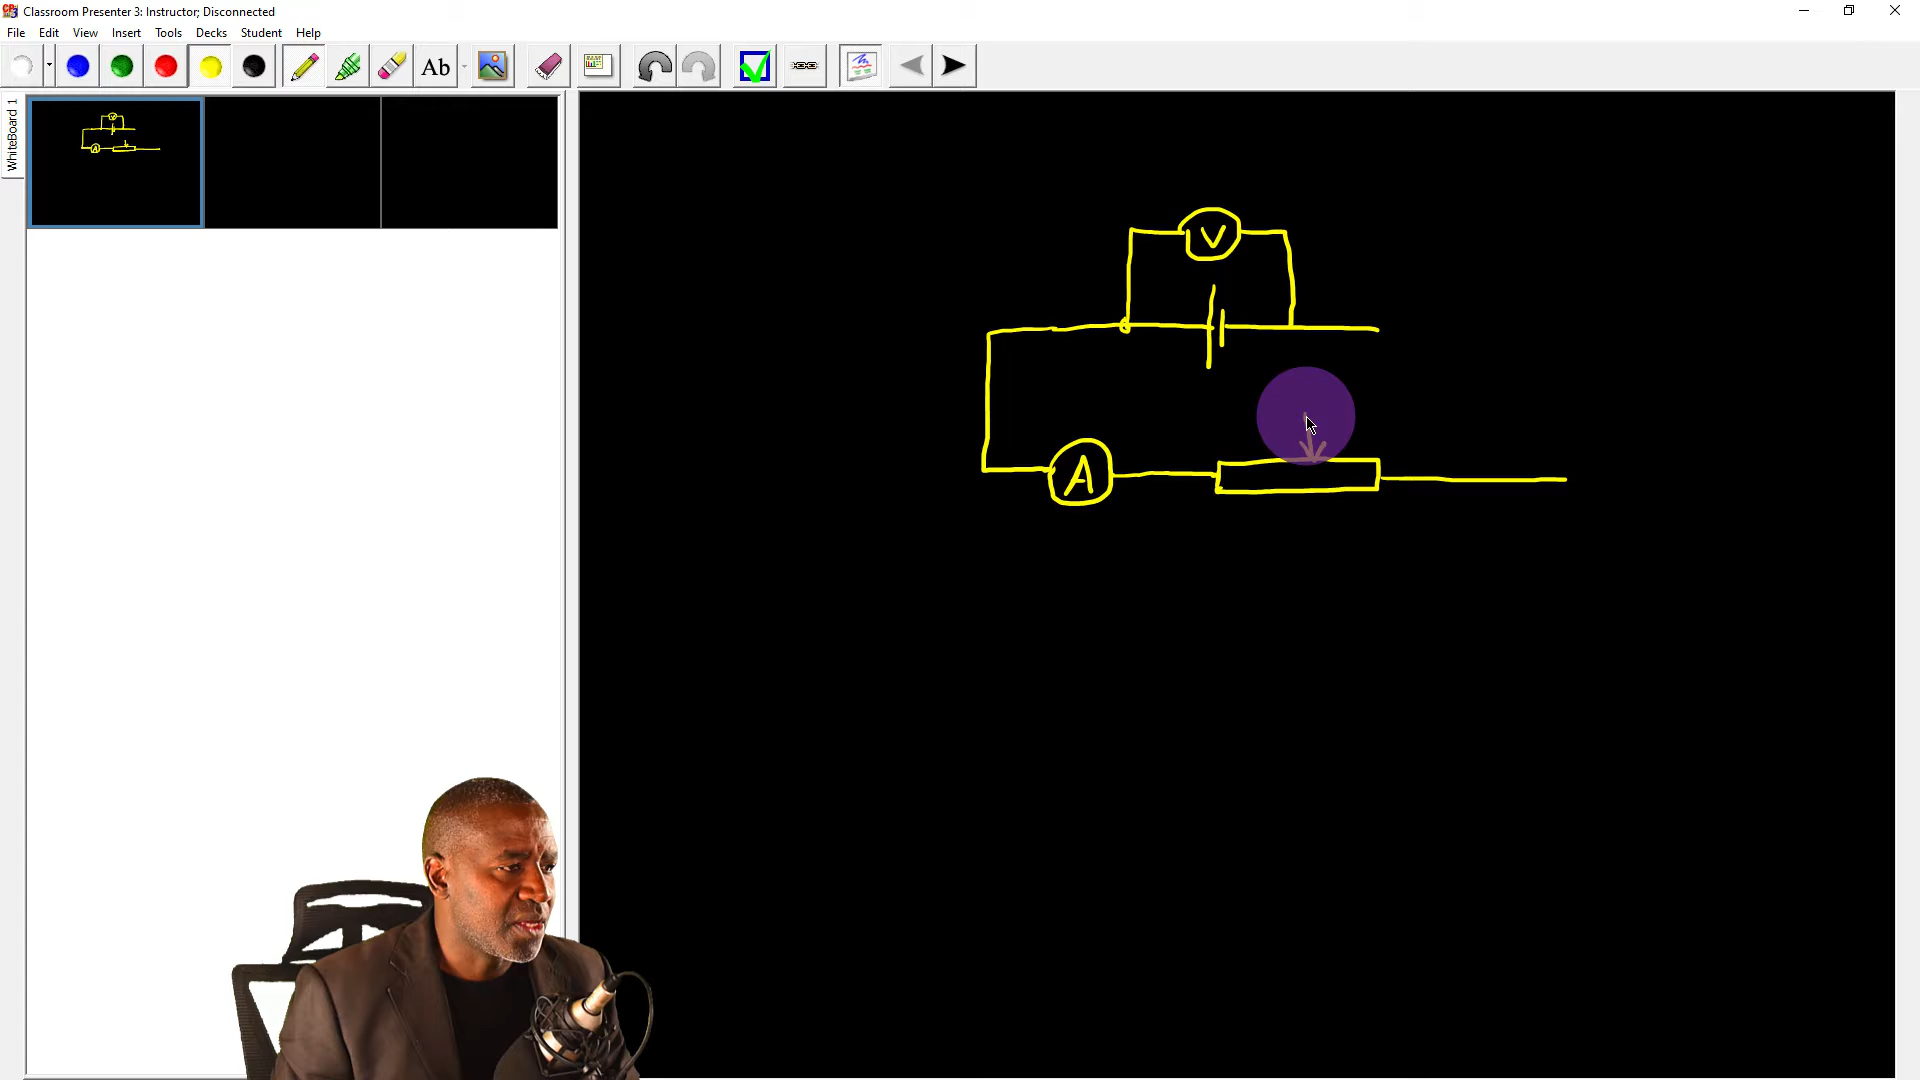 Classroom Presenter 3: Instructor; Disconnected
File Edit View Insert Tools Decks Student Help
Ab
WhiteBoard 1
V
A
V
A